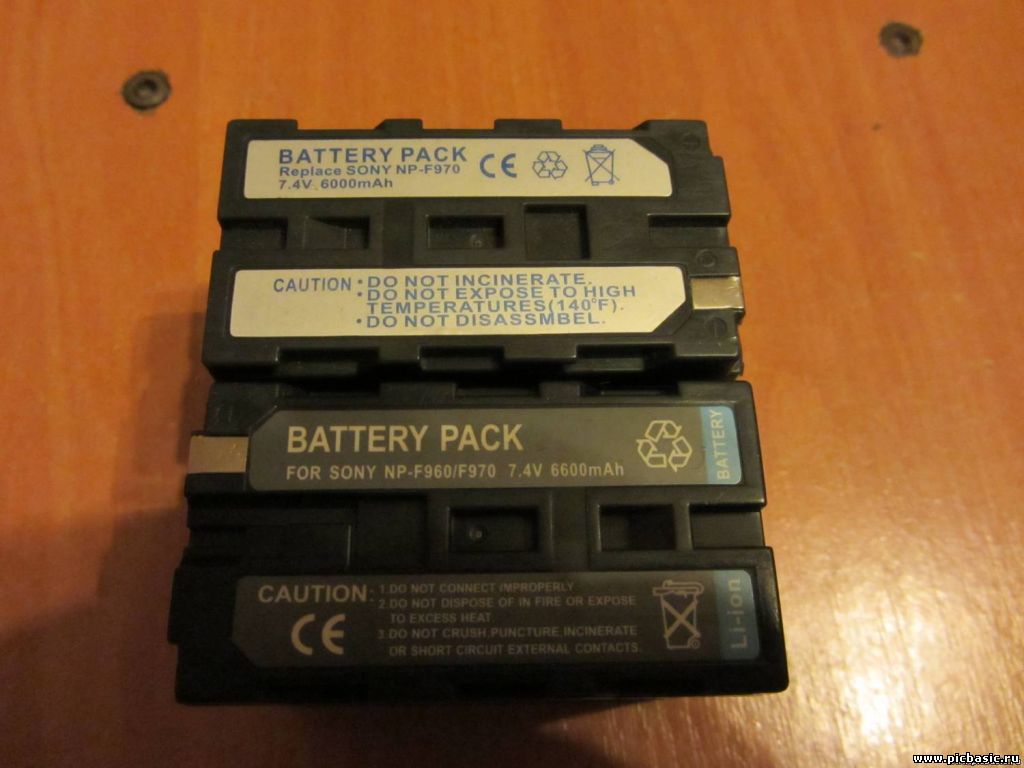 BATTERY PACK
Replace SONY NP-F970
7.4V 6000mAh
CE
CAUTION
• DO NOT INCINERATE.
• DO NOT EXPOSE TO HIGH
TEMPERATURES(140°F).
• DO NOT DISASSMBEL.
BATTERY PACK
FOR SONY NP-F960/F970 7.4V 6600mAh
BATTERY
CAUTION:
CE
1.DO NOT CONNECT IMPROPERLY
2.DO NOT DISPOSE OF IN FIRE OR EXPOSE
TO EXCESS HEAT.
3.DO NOT CRUSH,PUNCTURE,INCINERATE
OR SHORT CIRCUIT EXTERNAL CONTACTS.
Li-ion
www.picbasic.ru